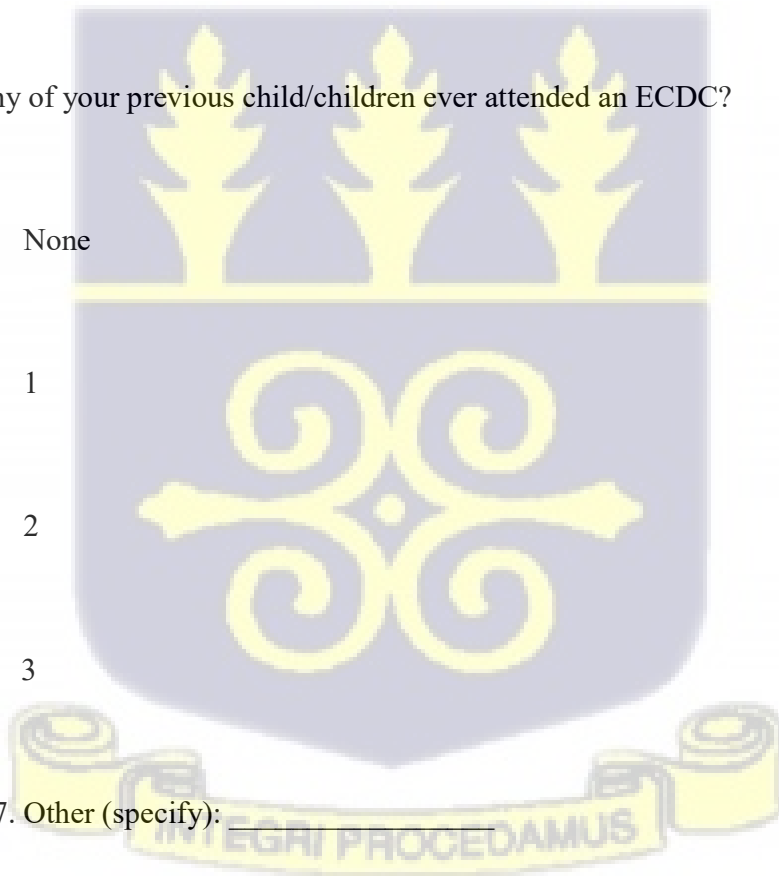 ny of your previous child/children ever attended an ECDC?
None
1
2
3
7. Other (specify): __________________
INTEGRI PROCEDAMUS